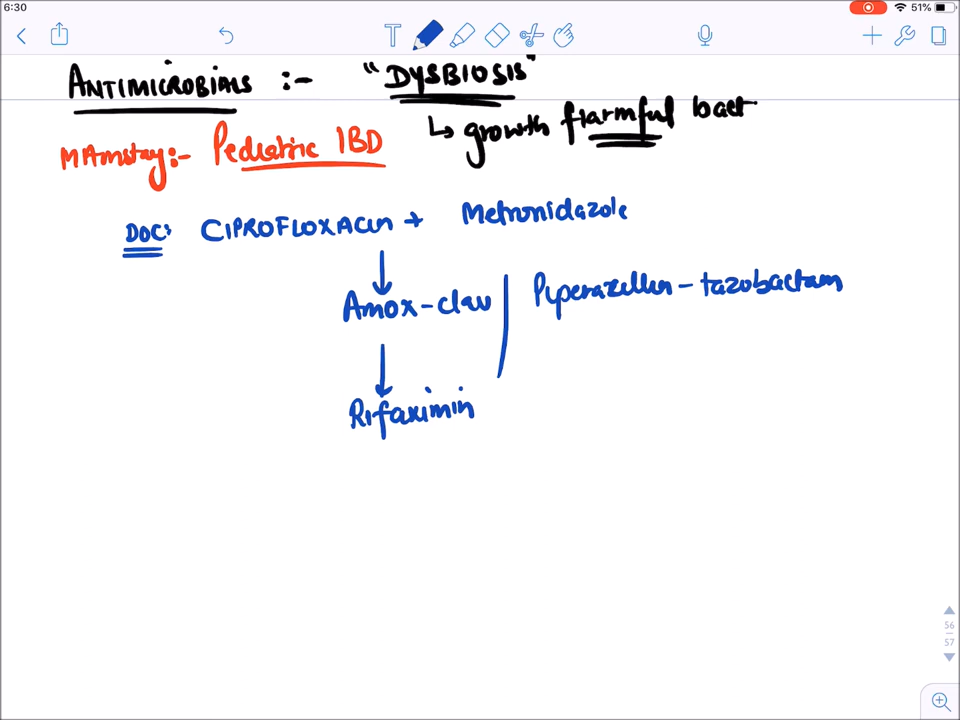 6:30
51%
T
ANTIMICROBIALS :- "DYSBIOSIS"
↳ growth harmful bact
MAinstay:- Pediatric IBD
DOC: CIPROFLOXACIN + Metronidazole
Amox-clav Piperazillin - tazobactam
Rifaximin
56
57